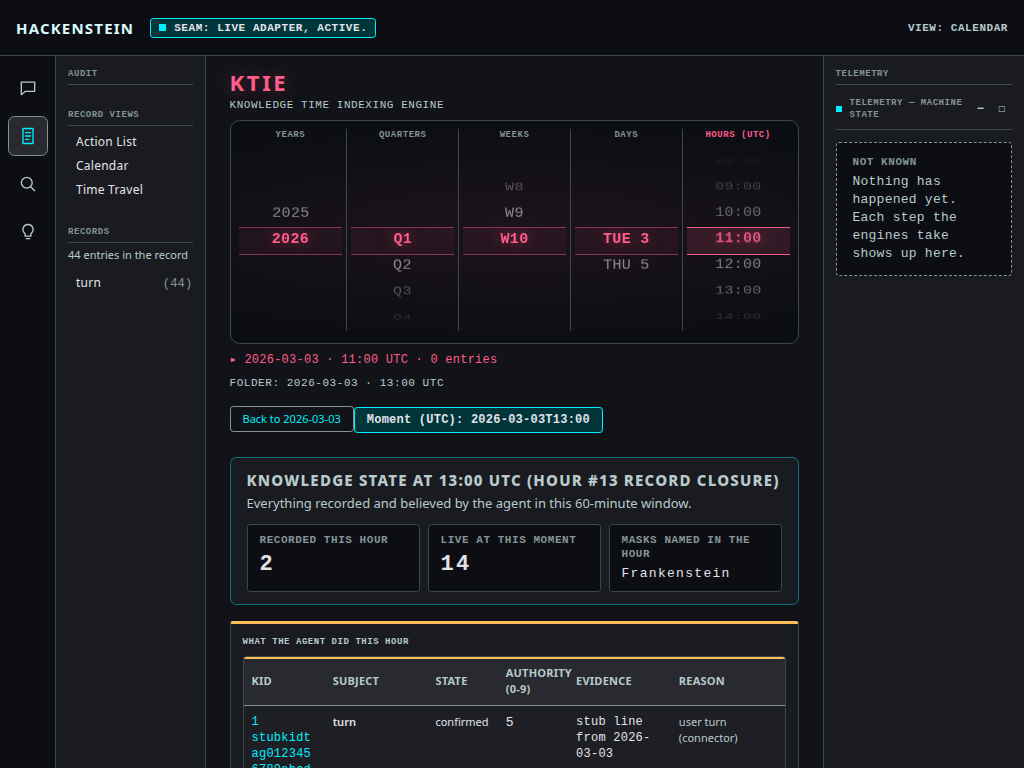 HACKENSTEIN
SEAM: LIVE ADAPTER, ACTIVE.
VIEW: CALENDAR
AUDIT
RECORD VIEWS
Action List
Calendar
Time Travel
RECORDS
44 entries in the record
turn (44)
KTIE
KNOWLEDGE TIME INDEXING ENGINE
YEARS QUARTERS WEEKS DAYS HOURS (UTC)
08:00
W8 09:00
2025 W9 10:00
2026 Q1 W10 TUE 3 11:00
Q2 THU 5 12:00
Q3 13:00
Q4 14:00
▸ 2026-03-03 · 11:00 UTC · 0 entries
FOLDER: 2026-03-03 · 13:00 UTC
Back to 2026-03-03
Moment (UTC): 2026-03-03T13:00
KNOWLEDGE STATE AT 13:00 UTC (HOUR #13 RECORD CLOSURE)
Everything recorded and believed by the agent in this 60-minute window.
RECORDED THIS HOUR
2
LIVE AT THIS MOMENT
14
MASKS NAMED IN THE
HOUR
Frankenstein
WHAT THE AGENT DID THIS HOUR
KID SUBJECT STATE AUTHORITY (0-9) EVIDENCE REASON
1 turn confirmed 5 stub line user turn
stubkidt from 2026- (connector)
ag012345 03-03
TELEMETRY
TELEMETRY — MACHINE
STATE
NOT KNOWN
Nothing has
happened yet.
Each step the
engines take
shows up here.